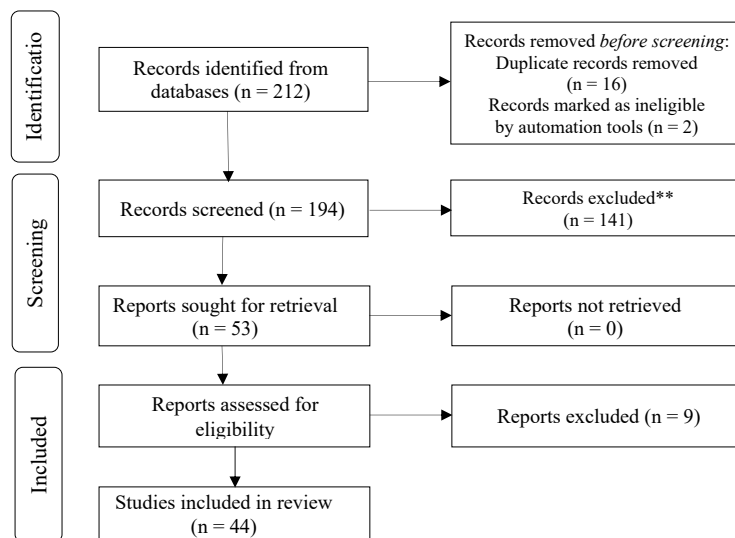 Identificatio
Records identified from
databases (n = 212)
Records removed before screening:
Duplicate records removed
(n = 16)
Records marked as ineligible
by automation tools (n = 2)
Screening
Records screened (n = 194)
Records excluded**
(n = 141)
Reports sought for retrieval
(n = 53)
Reports not retrieved
(n = 0)
Included
Reports assessed for
eligibility
Reports excluded (n = 9)
Studies included in review
(n = 44)